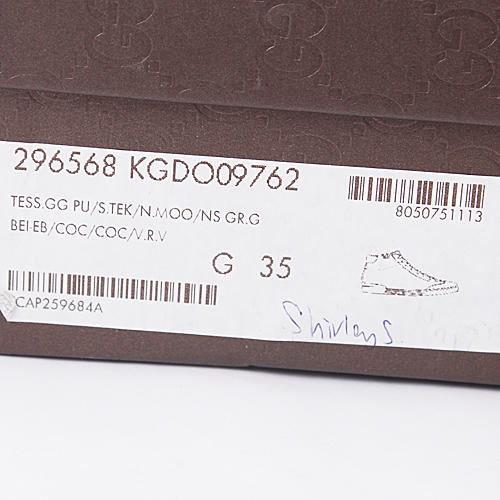 296568 KGDO09762
8050751113
TESS.GG PU/S.TEK/N.MOO/NS GR.G
BEI-EB/COC/COC/V.R.V
G 35
CAP259684A
Shirley S.